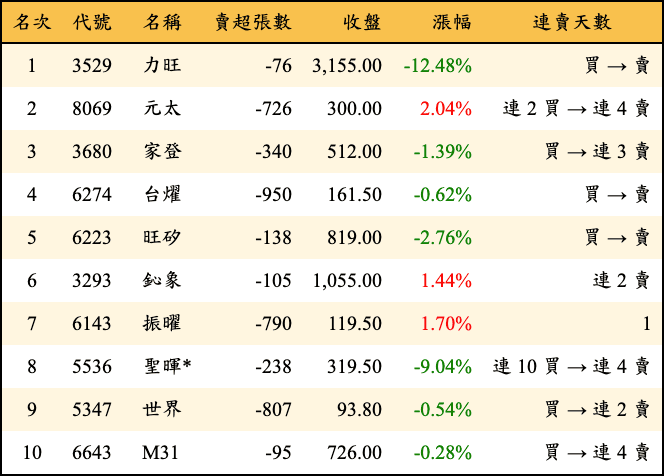 名次 代號 名稱 賣超張數 收盤 漲幅 連賣天數
1 3529 力旺 -76 3,155.00 -12.48% 買 → 賣
2 8069 元太 -726 300.00 2.04% 連 2 買 → 連 4 賣
3 3680 家登 -340 512.00 -1.39% 買 → 連 3 賣
4 6274 台燿 -950 161.50 -0.62% 買 → 賣
5 6223 旺矽 -138 819.00 -2.76% 買 → 賣
6 3293 鈊象 -105 1,055.00 1.44% 連 2 賣
7 6143 振曜 -790 119.50 1.70% 1
8 5536 聖暉* -238 319.50 -9.04% 連 10 買 → 連 4 賣
9 5347 世界 -807 93.80 -0.54% 買 → 連 2 賣
10 6643 M31 -95 726.00 -0.28% 買 → 連 4 賣